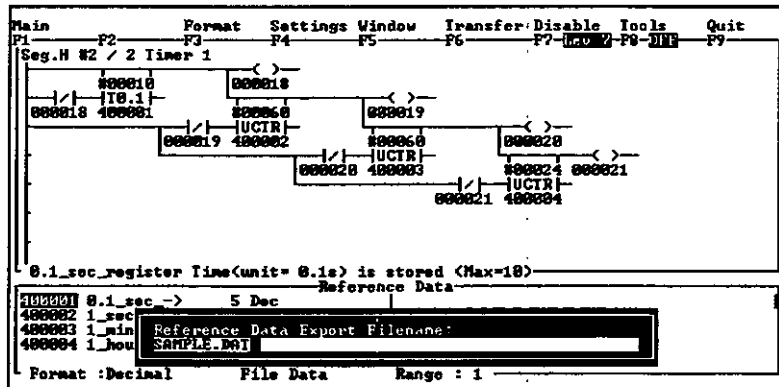 Main Format Settings Window Transfer Disable Tools Quit
F1 F2 F3 F4 F5 F6 F7-Lev 7 F8-OFF F9
Seg.H #2 / 2 Timer 1
#00010 000018
000018 T0.1 400001 #00060 000019
000019 UCTR 400002 #00060 000020
000020 UCTR 400003 #00024 000021
000021 UCTR 400004
0.1_sec_register Time(unit= 0.1s) is stored (Max=10)
Reference Data
400001 0.1_sec_-> 5 Dec
400002 1_sec
400003 1_min Reference Data Export Filename:
400004 1_hou SAMPLE.DAT
Format :Decimal File Data Range : 1